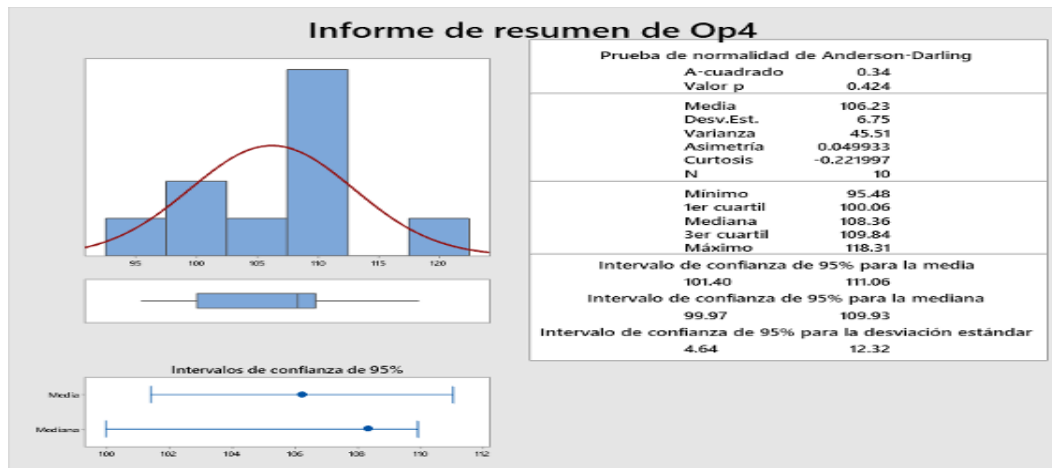 Informe de resumen de Op4
Prueba de normalidad de Anderson-Darling
A-cuadrado 0.34
Valor p 0.424
Media 106.23
Desv.Est. 6.75
Varianza 45.51
Asimetría 0.049933
Curtosis -0.221997
N 10
Mínimo 95.48
1er cuartil 100.06
Mediana 108.36
3er cuartil 109.84
Máximo 118.31
Intervalo de confianza de 95% para la media
101.40 111.06
Intervalo de confianza de 95% para la mediana
99.97 109.93
Intervalo de confianza de 95% para la desviación estándar
4.64 12.32
95 100 105 110 115 120
Intervalos de confianza de 95%
Media
Mediana
100 102 104 106 108 110 112